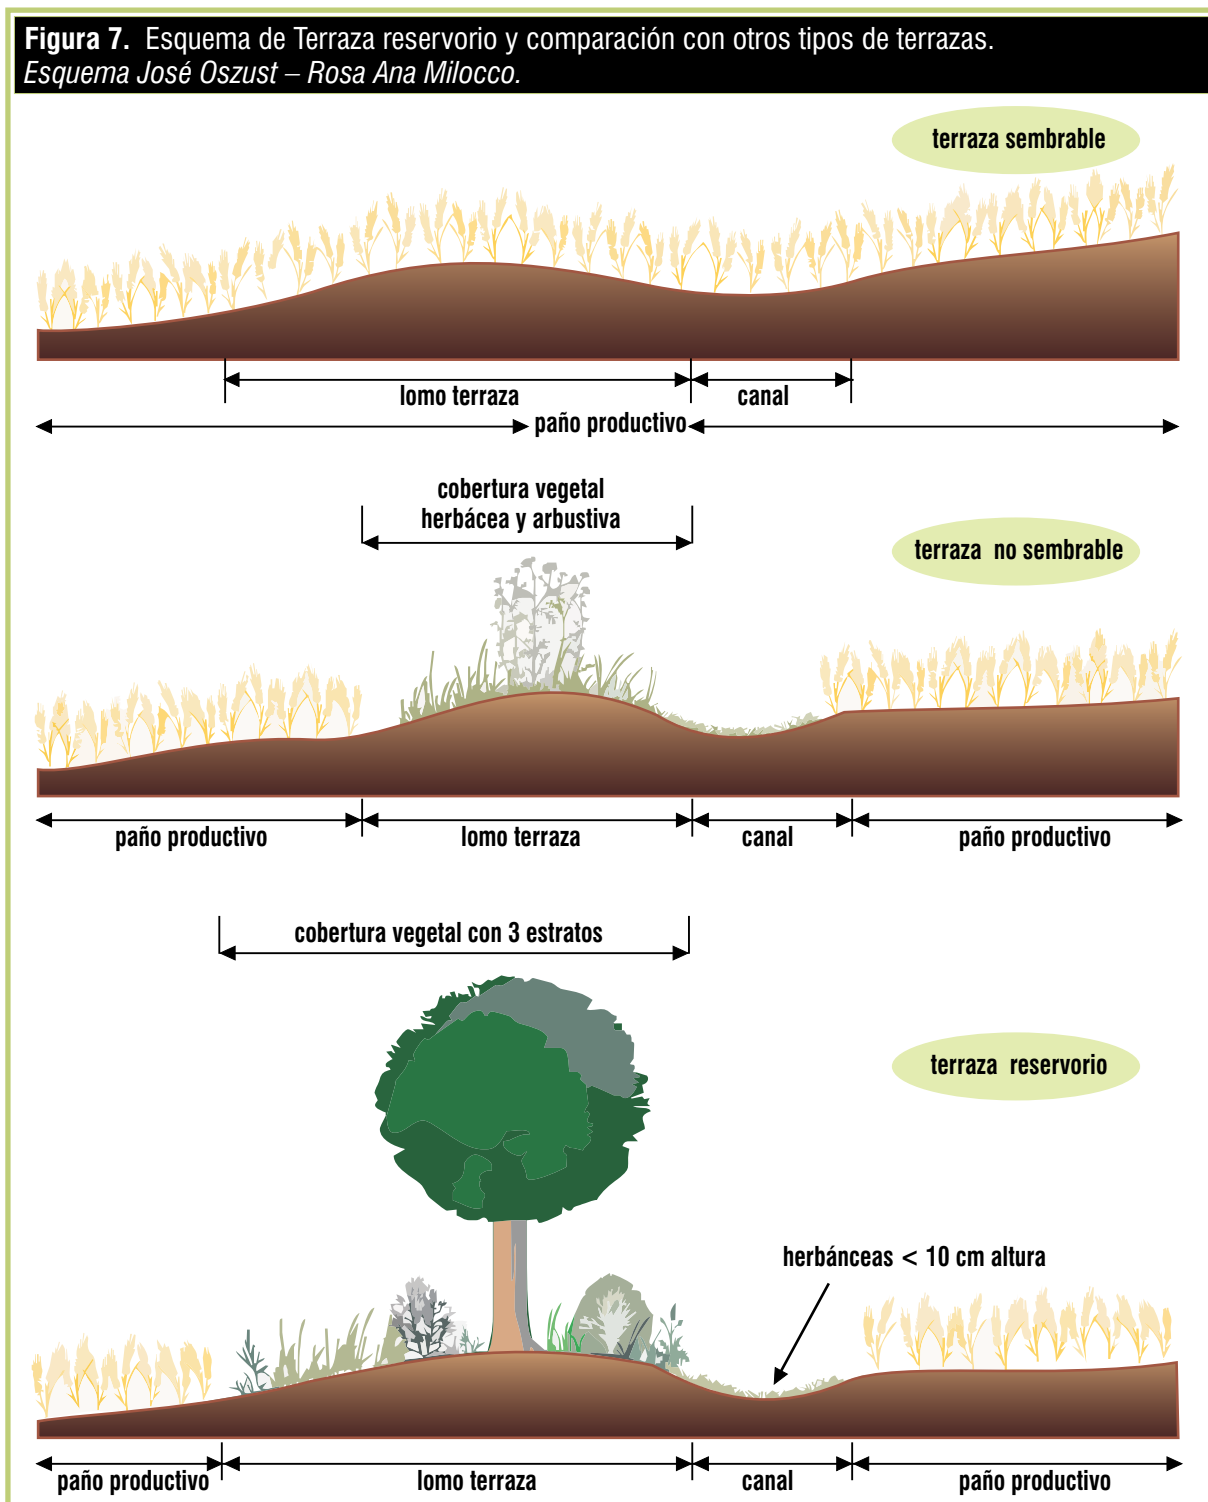 Figura 7. Esquema de Terraza reservorio y comparación con otros tipos de terrazas.
Esquema José Oszust – Rosa Ana Milocco.
terraza sembrable
lomo terraza
canal
paño productivo
cobertura vegetal
herbácea y arbustiva
terraza no sembrable
paño productivo
lomo terraza
canal
paño productivo
cobertura vegetal con 3 estratos
terraza reservorio
herbánceas < 10 cm altura
paño productivo
lomo terraza
canal
paño productivo